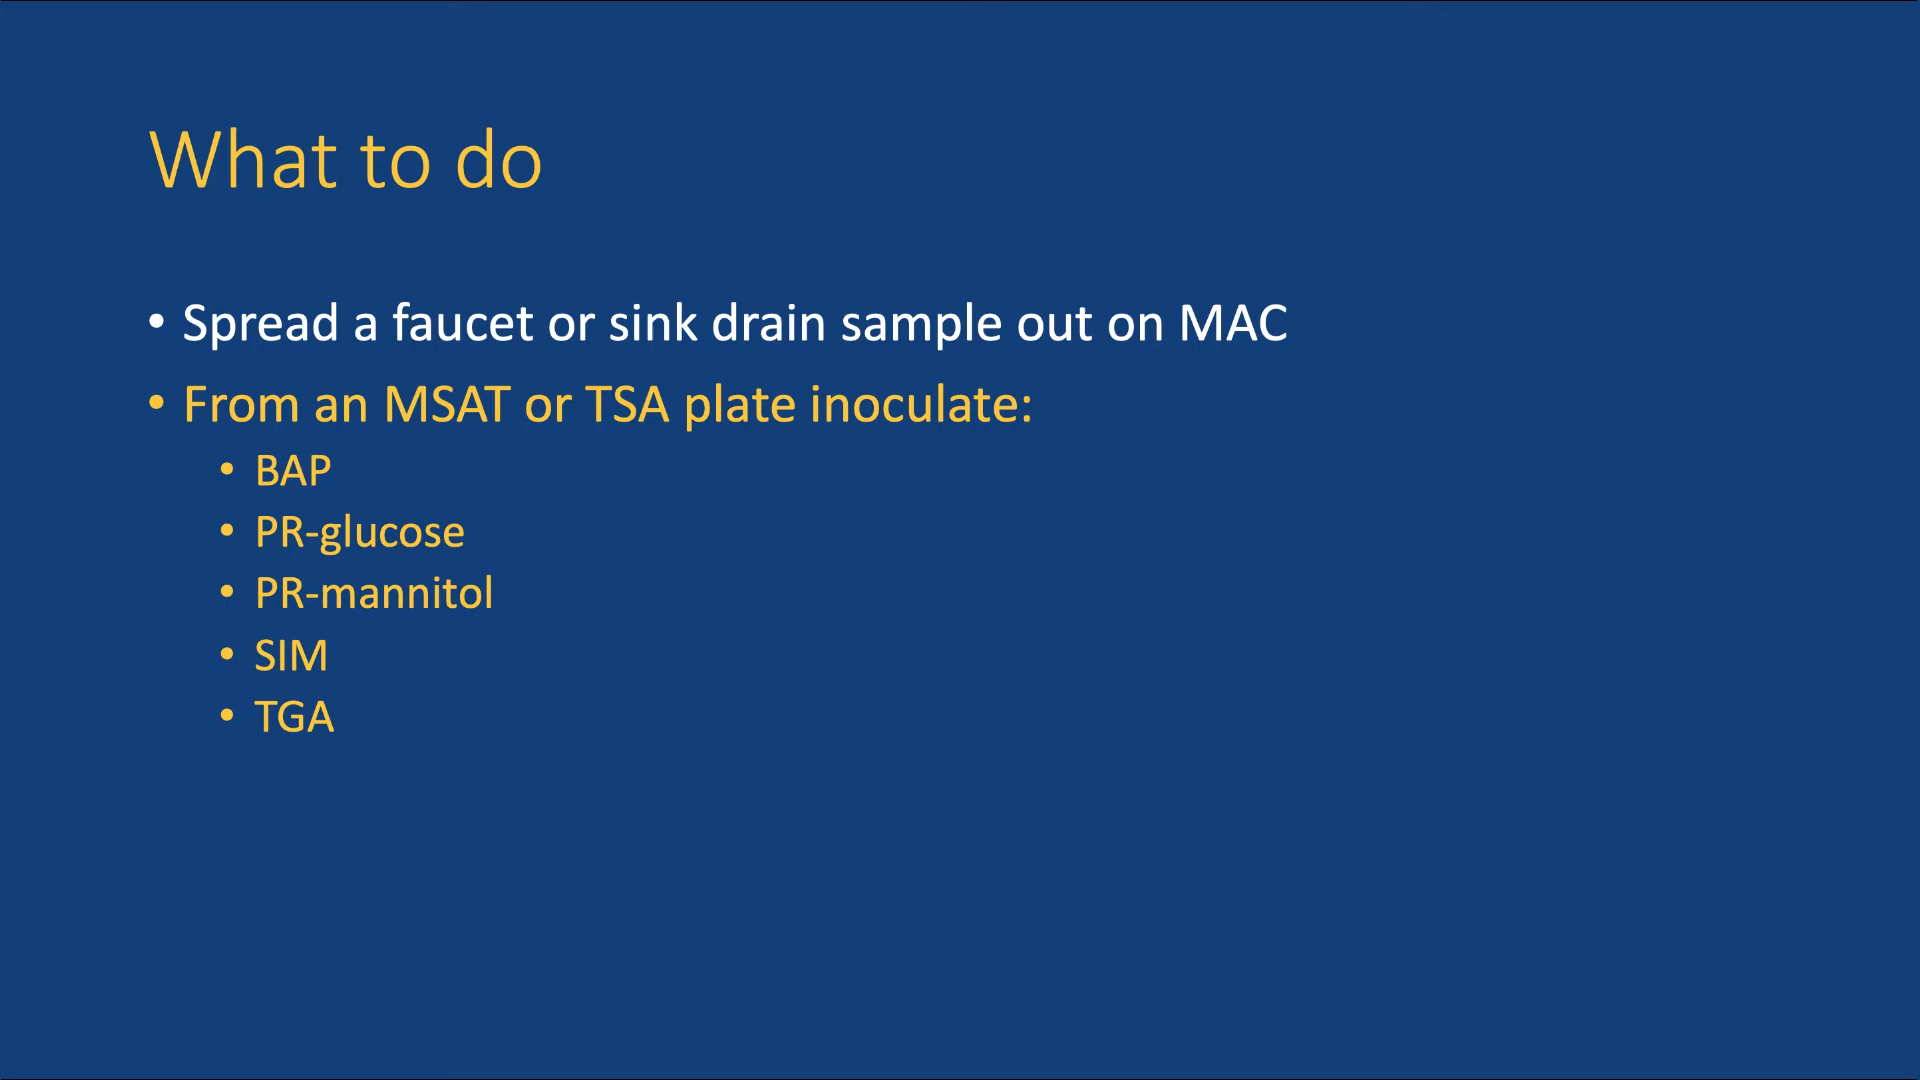 What to do
• Spread a faucet or sink drain sample out on MAC
• From an MSAT or TSA plate inoculate:
• BAP
• PR-glucose
• PR-mannitol
• SIM
• TGA